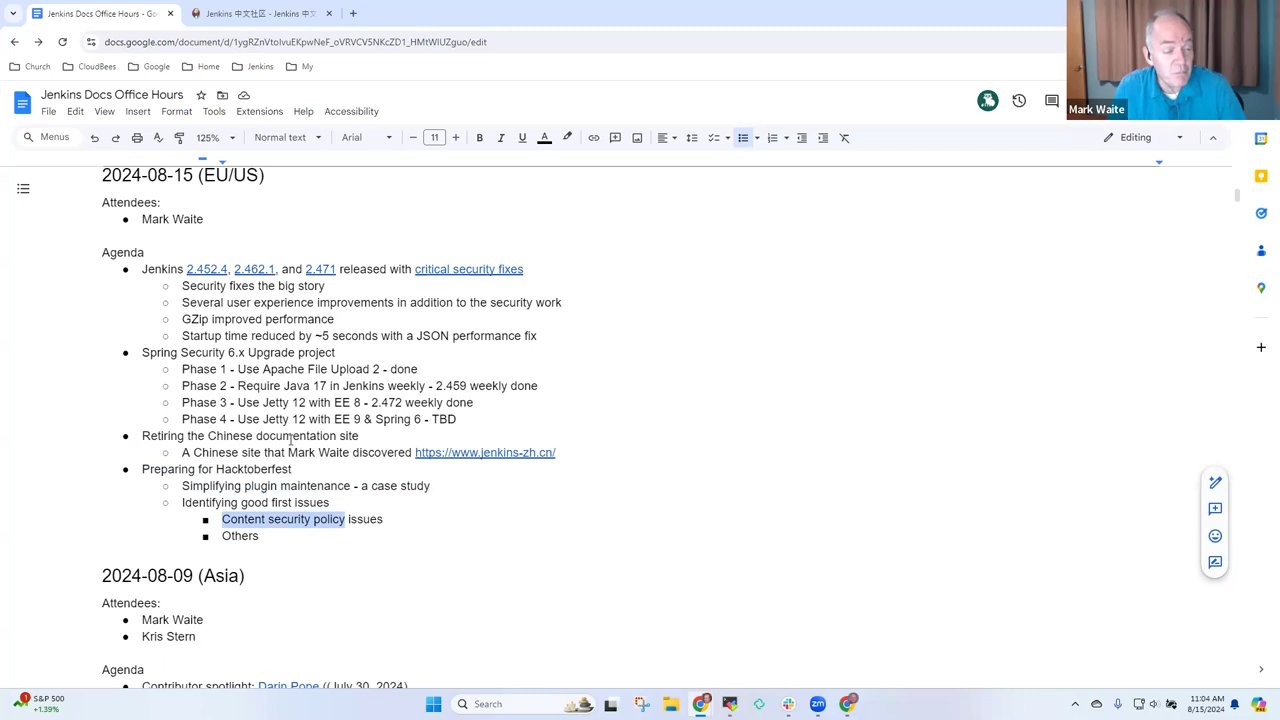 Jenkins Docs Office Hours - G
Jenkins 中文社区 - Jenkins 中文
docs.google.com/document/d/1ygRZnVtoIvuEKpwNeF_oVRVCV5NKcZD1_HMtWIUZguo/edit
Church CloudBees Google Home Jenkins My
Jenkins Docs Office Hours
File Edit View Insert Format Tools Extensions Help Accessibility
Menus 125% Normal text Arial 11 B I U A Editing
Mark Waite
2024-08-15 (EU/US)
Attendees:
Mark Waite
Agenda
Jenkins 2.452.4, 2.462.1, and 2.471 released with critical security fixes
Security fixes the big story
Several user experience improvements in addition to the security work
GZip improved performance
Startup time reduced by ~5 seconds with a JSON performance fix
Spring Security 6.x Upgrade project
Phase 1 - Use Apache File Upload 2 - done
Phase 2 - Require Java 17 in Jenkins weekly - 2.459 weekly done
Phase 3 - Use Jetty 12 with EE 8 - 2.472 weekly done
Phase 4 - Use Jetty 12 with EE 9 & Spring 6 - TBD
Retiring the Chinese documentation site
A Chinese site that Mark Waite discovered https://www.jenkins-zh.cn/
Preparing for Hacktoberfest
Simplifying plugin maintenance - a case study
Identifying good first issues
Content security policy issues
Others
2024-08-09 (Asia)
Attendees:
Mark Waite
Kris Stern
Agenda
Contributor spotlight: Darin Pope ((July 30, 2024)
S&P 500
+1.39%
Search
11:04 AM
8/15/2024